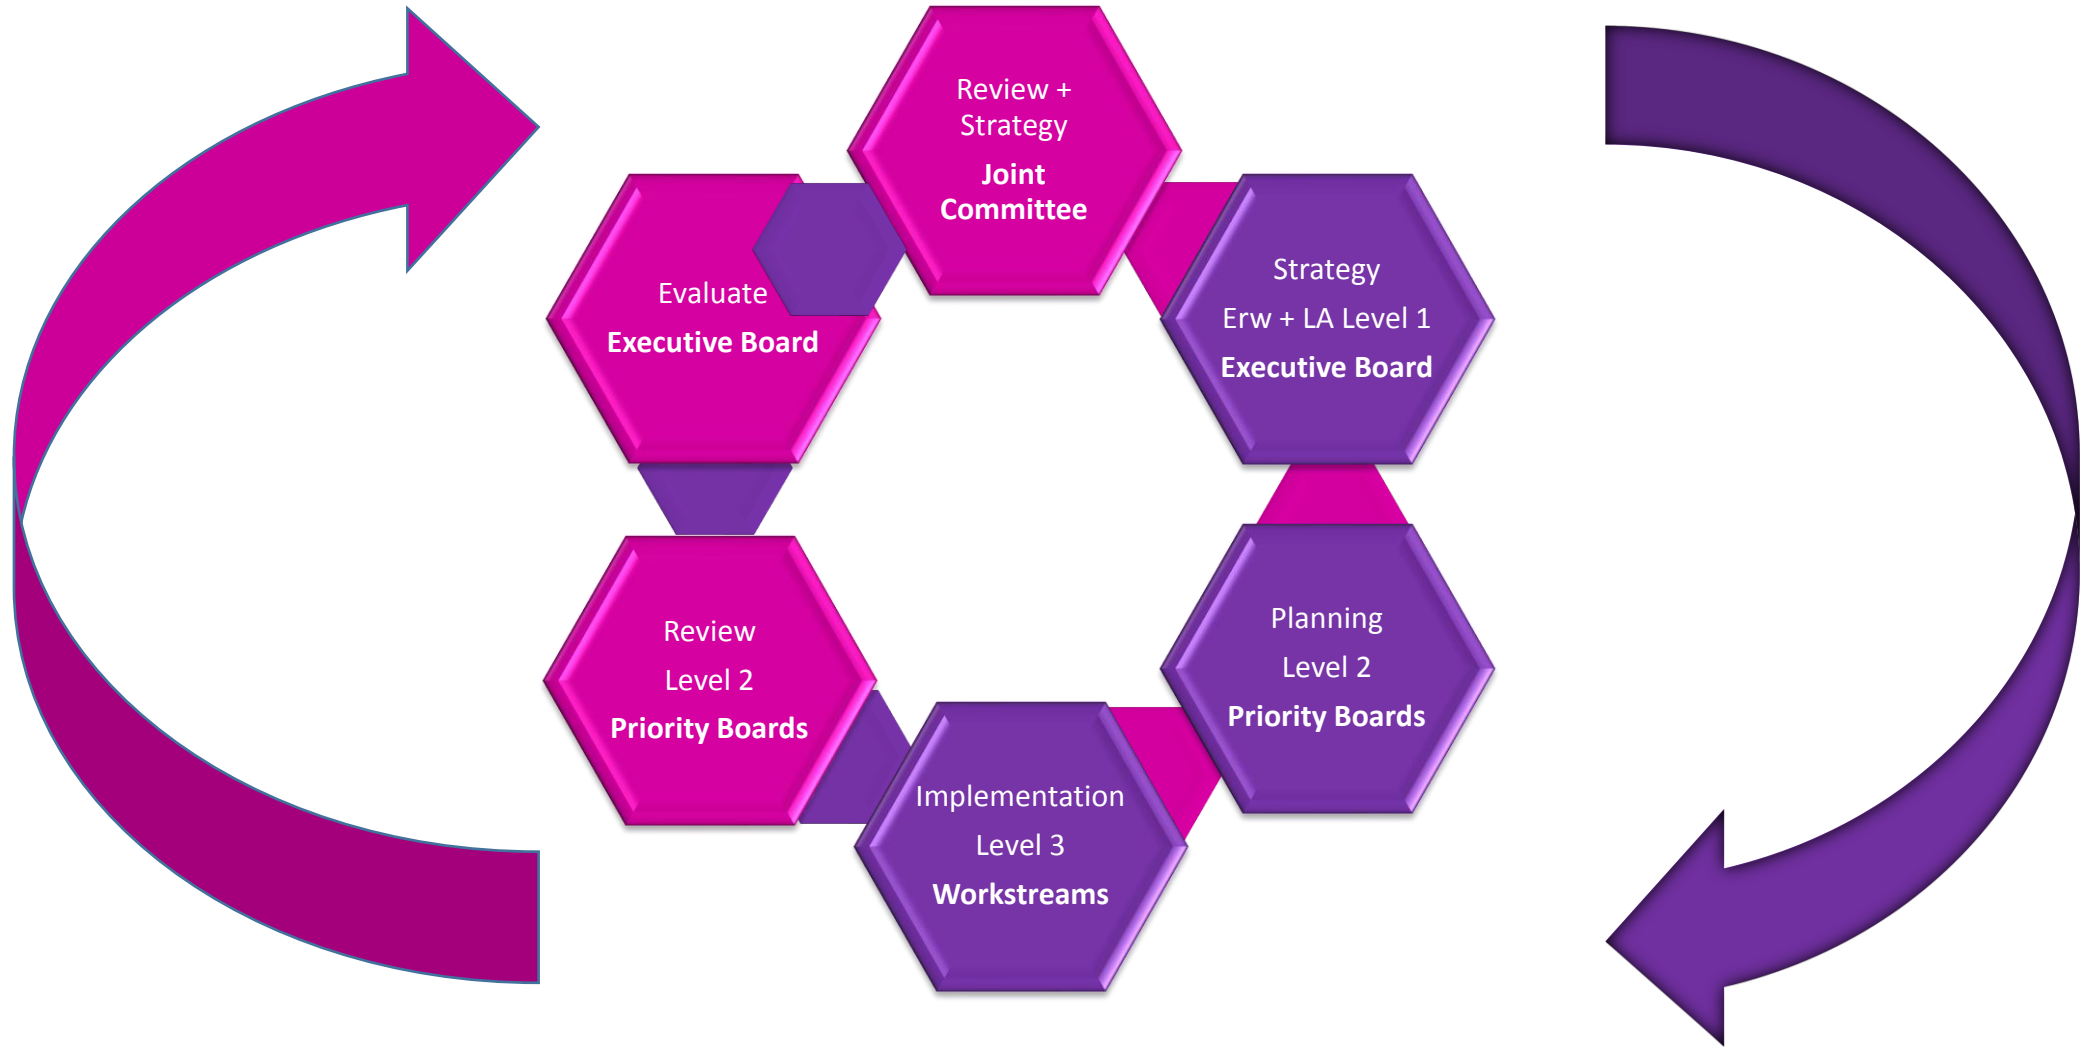 Review +
Strategy
Joint
Committee
Strategy
Erw + LA Level 1
Executive Board
Planning
Level 2
Priority Boards
Implementation
Level 3
Workstreams
Review
Level 2
Priority Boards
Evaluate
Executive Board